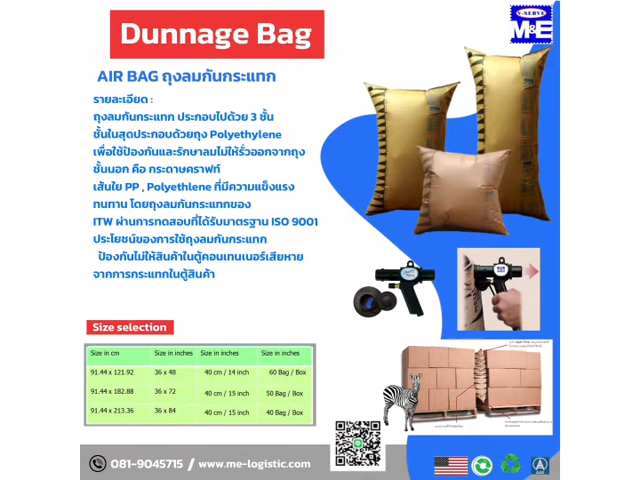 Dunnage Bag
V-SERVE
M&E
AIR BAG ถุงลมกันกระแทก
รายละเอียด :
ถุงลมกันกระแทก ประกอบไปด้วย 3 ชั้น
ชั้นในสุดประกอบด้วยถุง Polyethylene
เพื่อใช้ป้องกันและรักษาลมไม่ให้รั่วออกจากถุง
ชั้นนอก คือ กระดาษคราฟท์
เส้นใย PP , Polyethlene ที่มีความแข็งแรง
ทนทาน โดยถุงลมกันกระแทกของ
ITW ผ่านการทดสอบที่ได้รับมาตรฐาน ISO 9001
ประโยชน์ของการใช้ถุงลมกันกระแทก
ป้องกันไม่ให้สินค้าในตู้คอนเทนเนอร์เสียหาย
จากการกระแทกในตู้สินค้า
Size selection
Size in cm Size in inches Size in inches Size in inches
91.44 x 121.92 36 x 48 40 cm / 14 inch 60 Bag / Box
91.44 x 182.88 36 x 72 40 cm / 15 inch 50 Bag / Box
91.44 x 213.36 36 x 84 40 cm / 15 inch 40 Bag / Box
081-9045715 / www.me-logistic.com